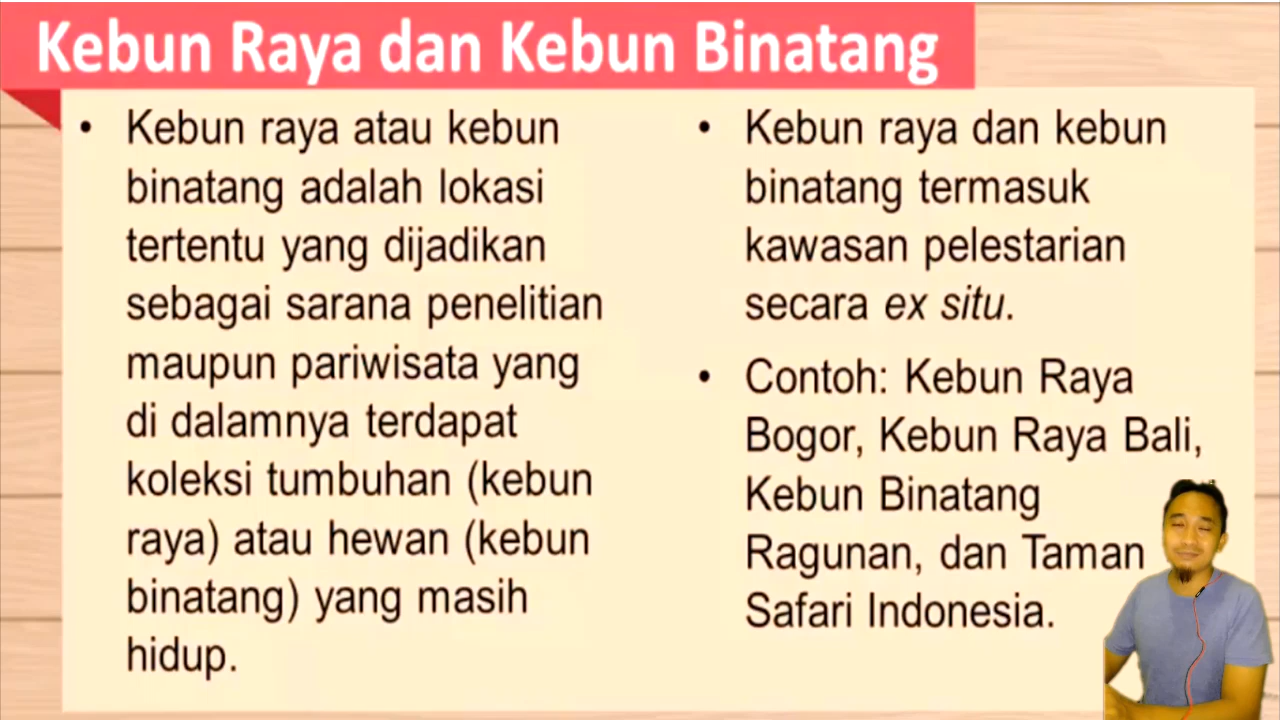 Kebun Raya dan Kebun Binatang
• Kebun raya atau kebun
binatang adalah lokasi
tertentu yang dijadikan
sebagai sarana penelitian
maupun pariwisata yang
di dalamnya terdapat
koleksi tumbuhan (kebun
raya) atau hewan (kebun
binatang) yang masih
hidup.
• Kebun raya dan kebun
binatang termasuk
kawasan pelestarian
secara ex situ.
• Contoh: Kebun Raya
Bogor, Kebun Raya Bali,
Kebun Binatang
Ragunan, dan Taman
Safari Indonesia.